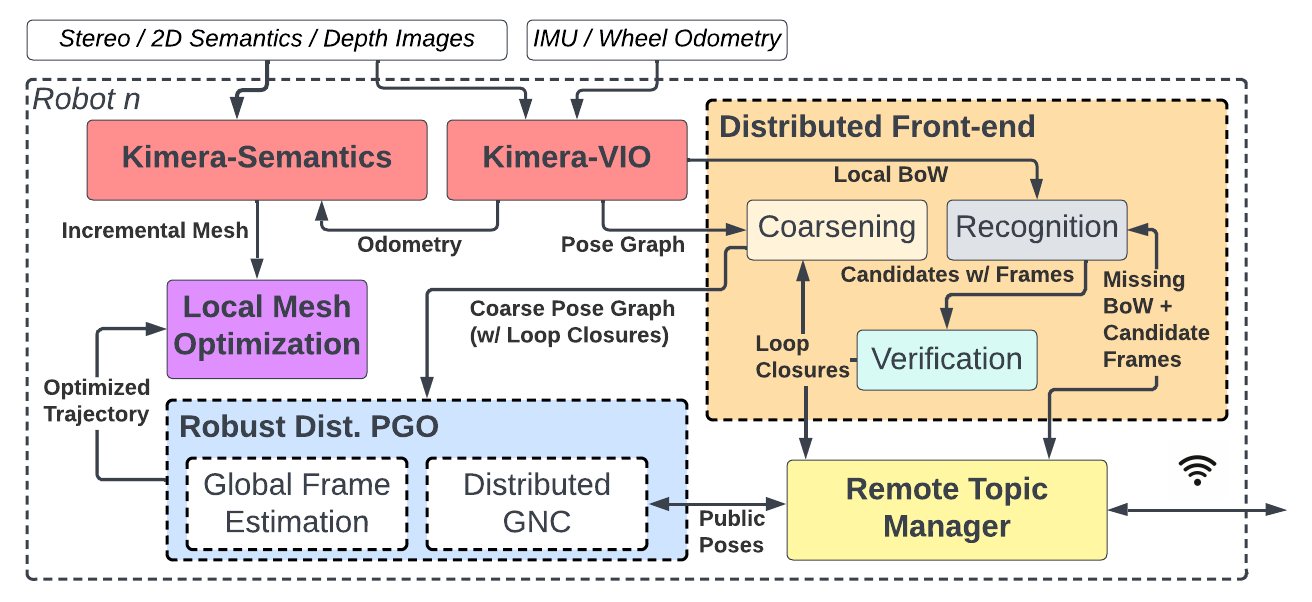 Stereo / 2D Semantics / Depth Images
IMU / Wheel Odometry
Robot n
Distributed Front-end
Kimera-Semantics
Kimera-VIO
Local BoW
Incremental Mesh
Odometry
Pose Graph
Coarsening
Recognition
Candidates w/ Frames
Missing
BoW +
Candidate
Frames
Local Mesh
Optimization
Coarse Pose Graph
(w/ Loop Closures)
Loop
Closures
Verification
Optimized
Trajectory
Robust Dist. PGO
Global Frame
Estimation
Distributed
GNC
Public
Poses
Remote Topic
Manager